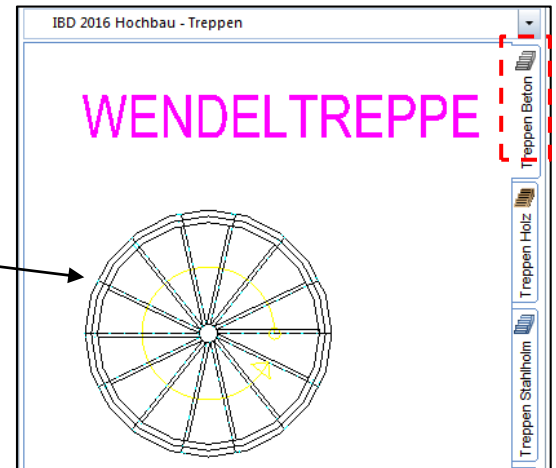 IBD 2016 Hochbau - Treppen
WENDELTREPPE
Treppen Beton
Treppen Holz
Treppen Stahlholm